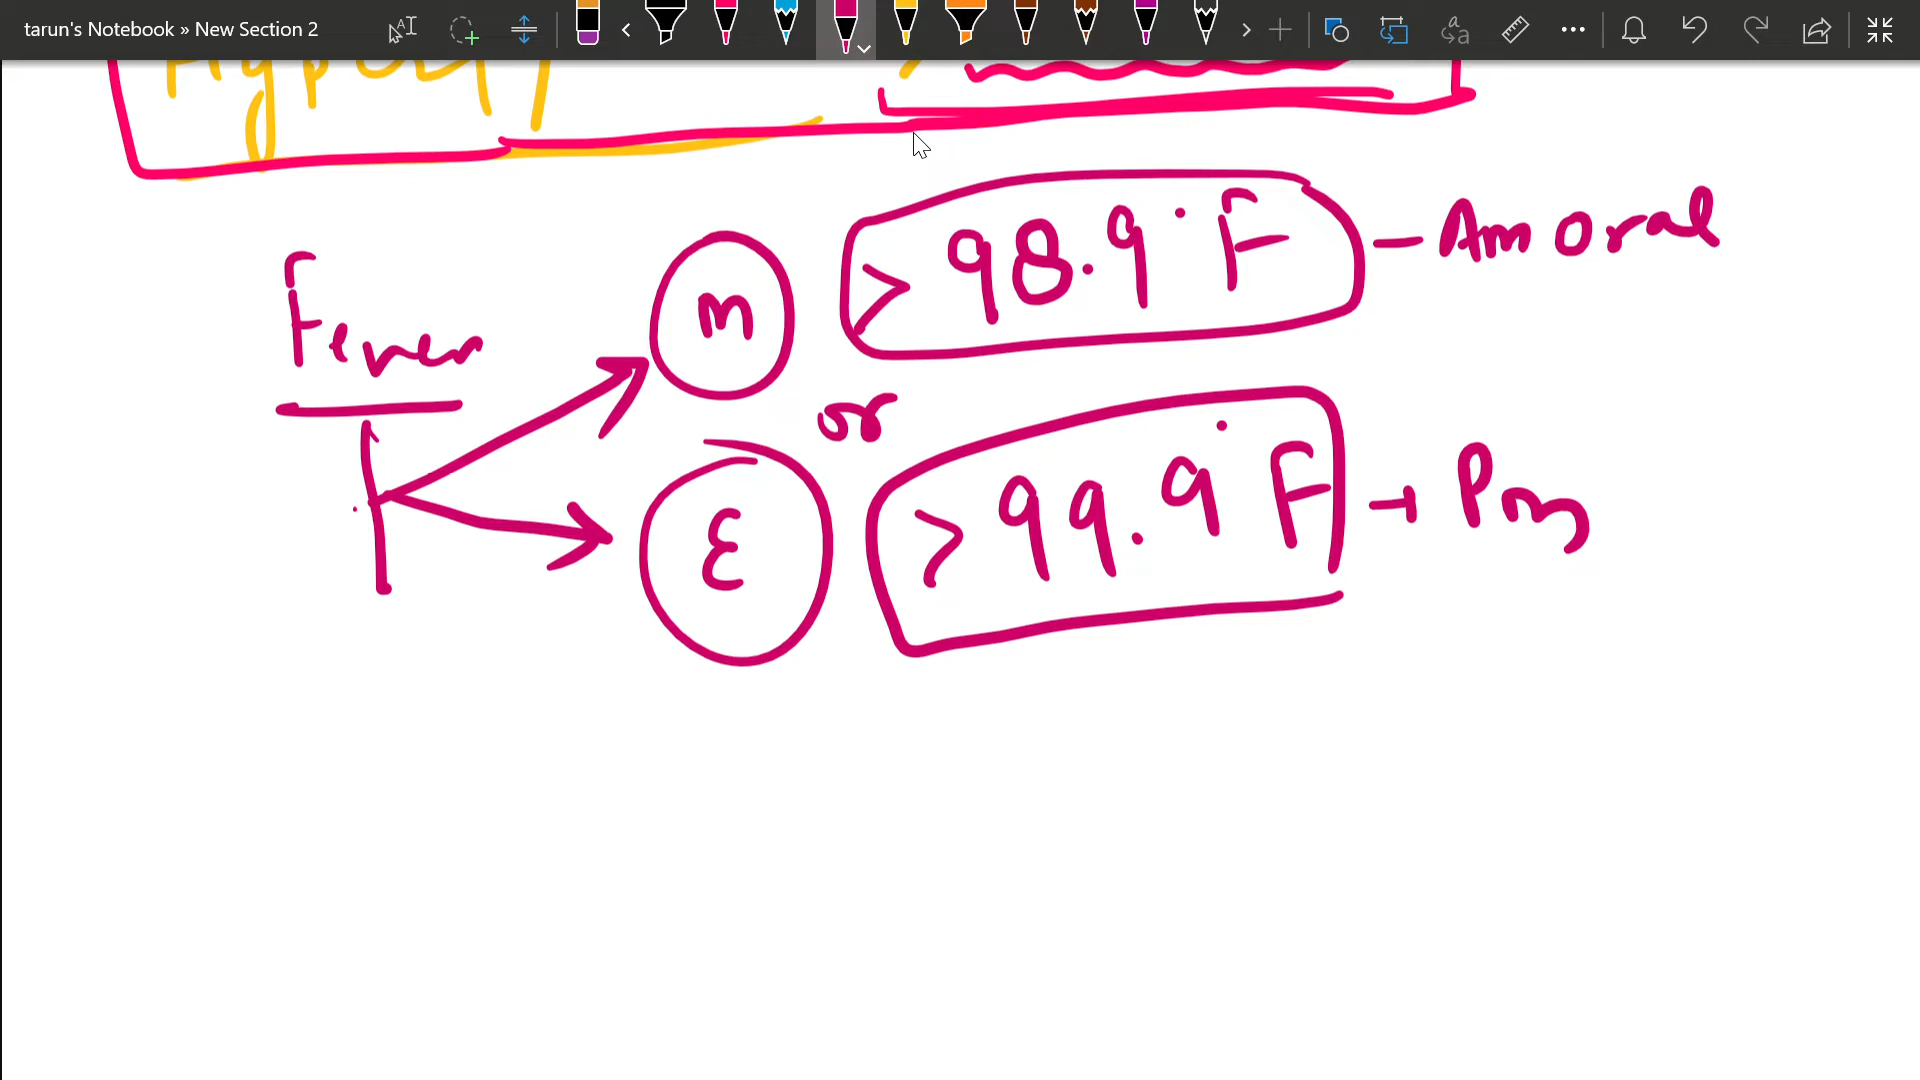 tarun's Notebook » New Section 2
Fever
m > 98.9°F - Am oral
or
E > 99.9°F → Pm